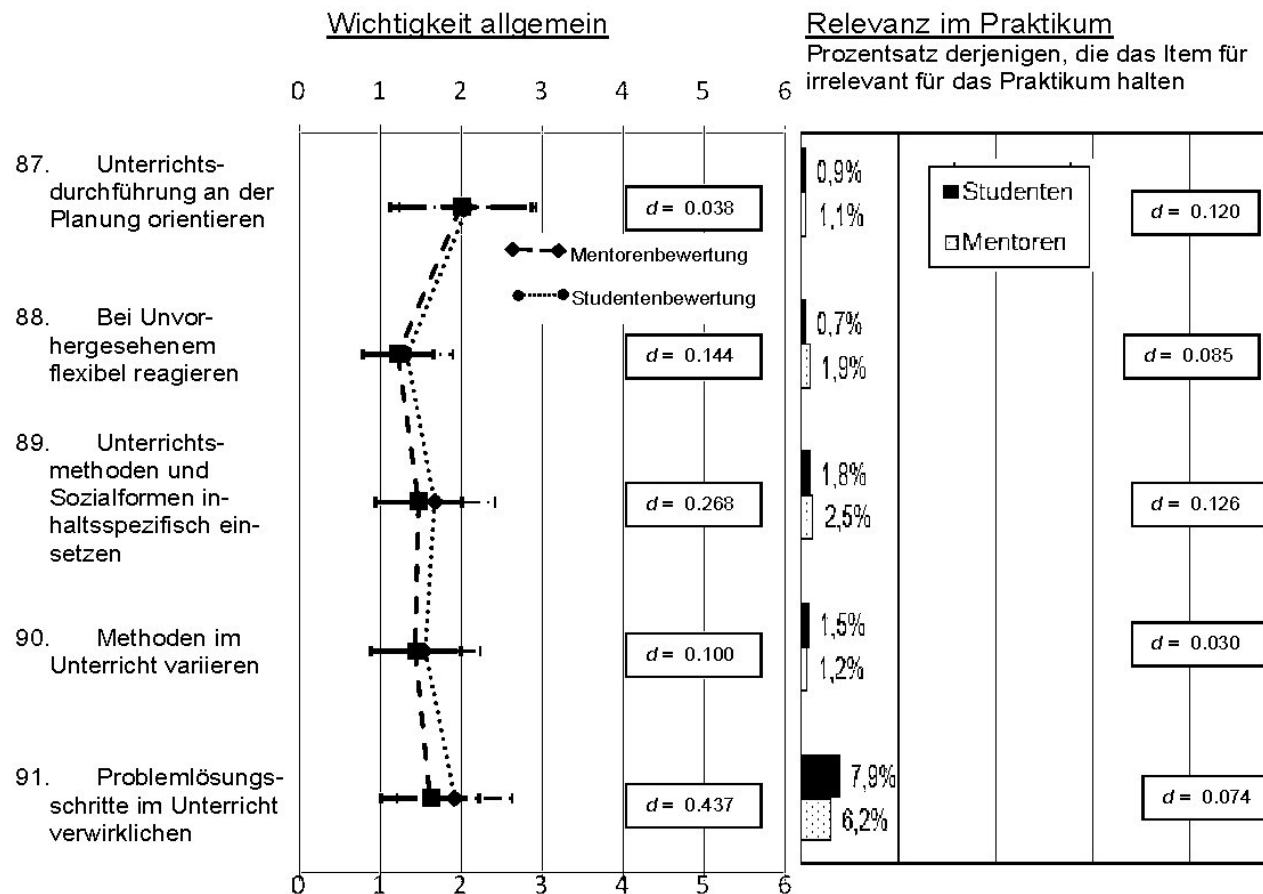 Wichtigkeit allgemein
Relevanz im Praktikum
Prozentsatz derjenigen, die das Item für
irrelevant für das Praktikum halten
0 1 2 3 4 5 6
87. Unterrichts-
durchführung an der
Planung orientieren
d = 0.038
0,9%
1,1%
Studenten
Mentoren
d = 0.120
Mentorenbewertung
Studentenbewertung
88. Bei Unvor-
hergesehenem
flexibel reagieren
d = 0.144
0,7%
1,9%
d = 0.085
89. Unterrichts-
methoden und
Sozialformen in-
haltsspezifisch ein-
setzen
d = 0.268
1,8%
2,5%
d = 0.126
90. Methoden im
Unterricht variieren
d = 0.100
1,5%
1,2%
d = 0.030
91. Problemlösungs-
schritte im Unterricht
verwirklichen
d = 0.437
7,9%
6,2%
d = 0.074
0 1 2 3 4 5 6